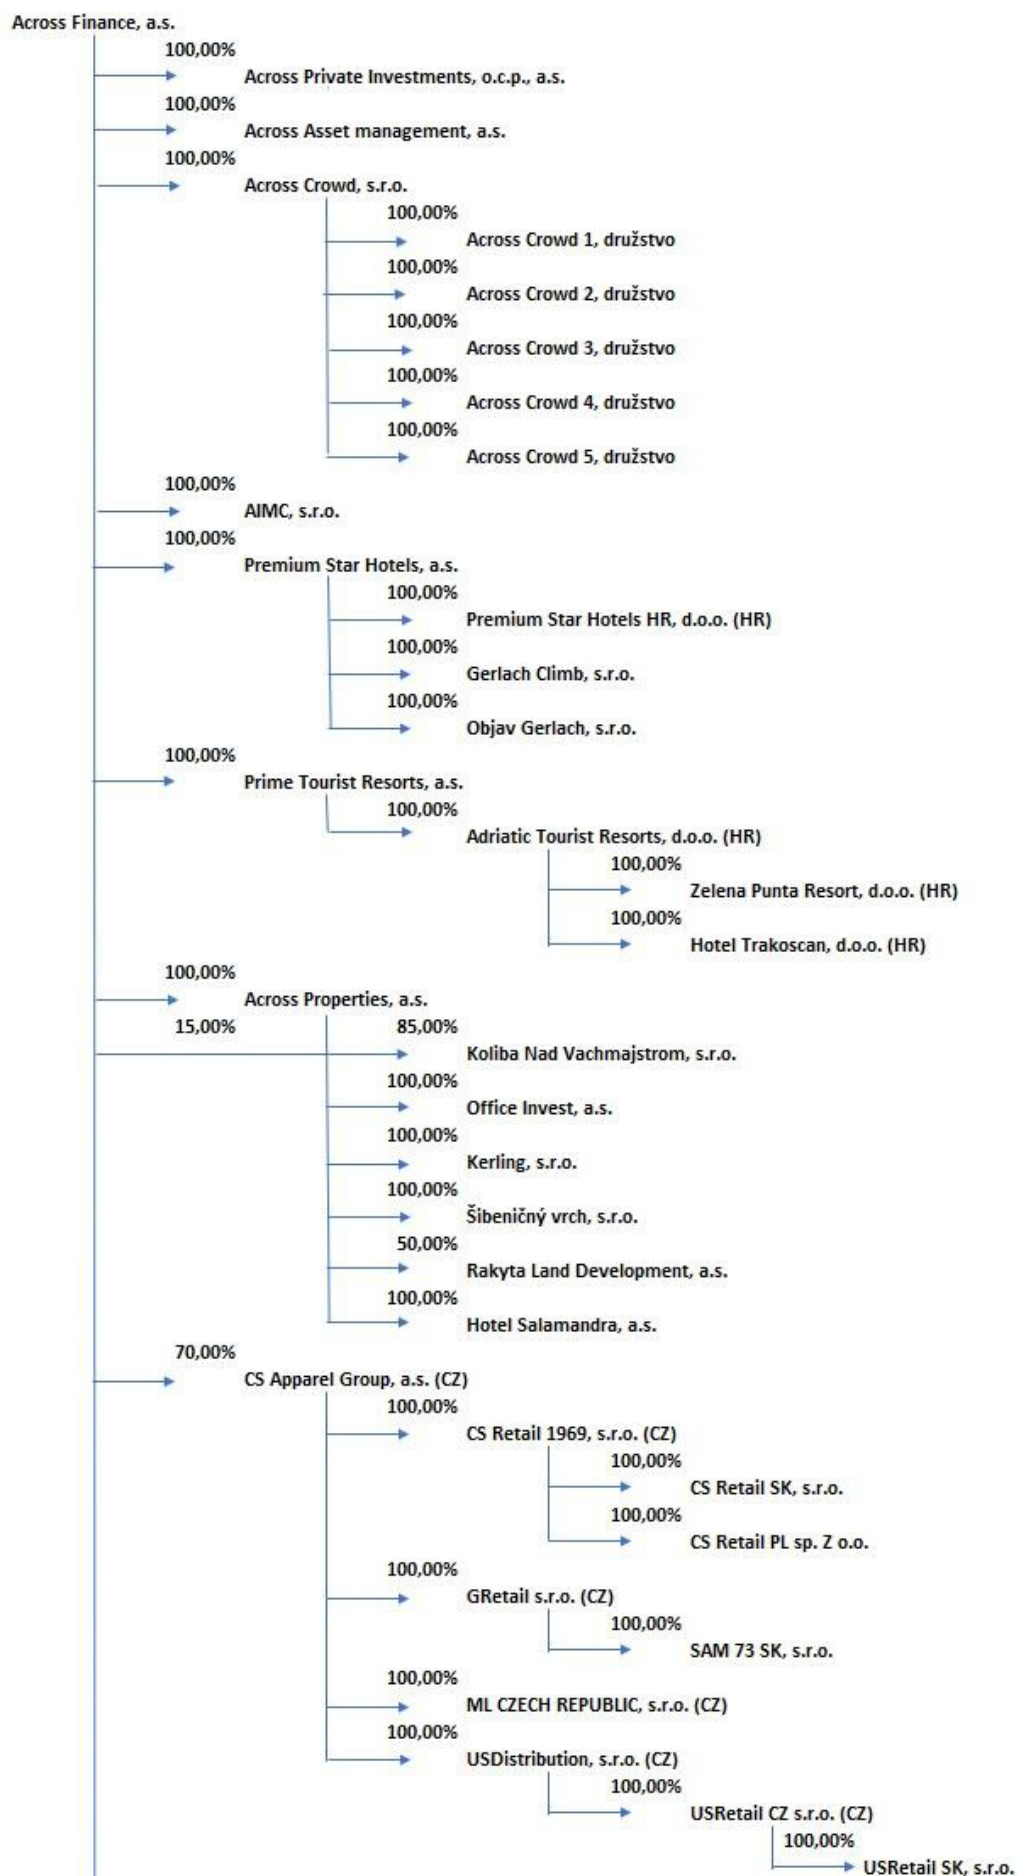 Across Finance, a.s.
100,00%
Across Private Investments, o.c.p., a.s.
100,00%
Across Asset management, a.s.
100,00%
Across Crowd, s.r.o.
100,00%
Across Crowd 1, družstvo
100,00%
Across Crowd 2, družstvo
100,00%
Across Crowd 3, družstvo
100,00%
Across Crowd 4, družstvo
100,00%
Across Crowd 5, družstvo
100,00%
AIMC, s.r.o.
100,00%
Premium Star Hotels, a.s.
100,00%
Premium Star Hotels HR, d.o.o. (HR)
100,00%
Gerlach Climb, s.r.o.
100,00%
Objav Gerlach, s.r.o.
100,00%
Prime Tourist Resorts, a.s.
100,00%
Adriatic Tourist Resorts, d.o.o. (HR)
100,00%
Zelena Punta Resort, d.o.o. (HR)
100,00%
Hotel Trakoscan, d.o.o. (HR)
100,00%
Across Properties, a.s.
15,00% 85,00%
Koliba Nad Vachmajstrom, s.r.o.
100,00%
Office Invest, a.s.
100,00%
Kerling, s.r.o.
100,00%
Šibeničný vrch, s.r.o.
50,00%
Rakyta Land Development, a.s.
100,00%
Hotel Salamandra, a.s.
70,00%
CS Apparel Group, a.s. (CZ)
100,00%
CS Retail 1969, s.r.o. (CZ)
100,00%
CS Retail SK, s.r.o.
100,00%
CS Retail PL sp. Z o.o.
100,00%
GRetail s.r.o. (CZ)
100,00%
SAM 73 SK, s.r.o.
100,00%
ML CZECH REPUBLIC, s.r.o. (CZ)
100,00%
USDistribution, s.r.o. (CZ)
100,00%
USRetail CZ s.r.o. (CZ)
100,00%
USRetail SK, s.r.o.